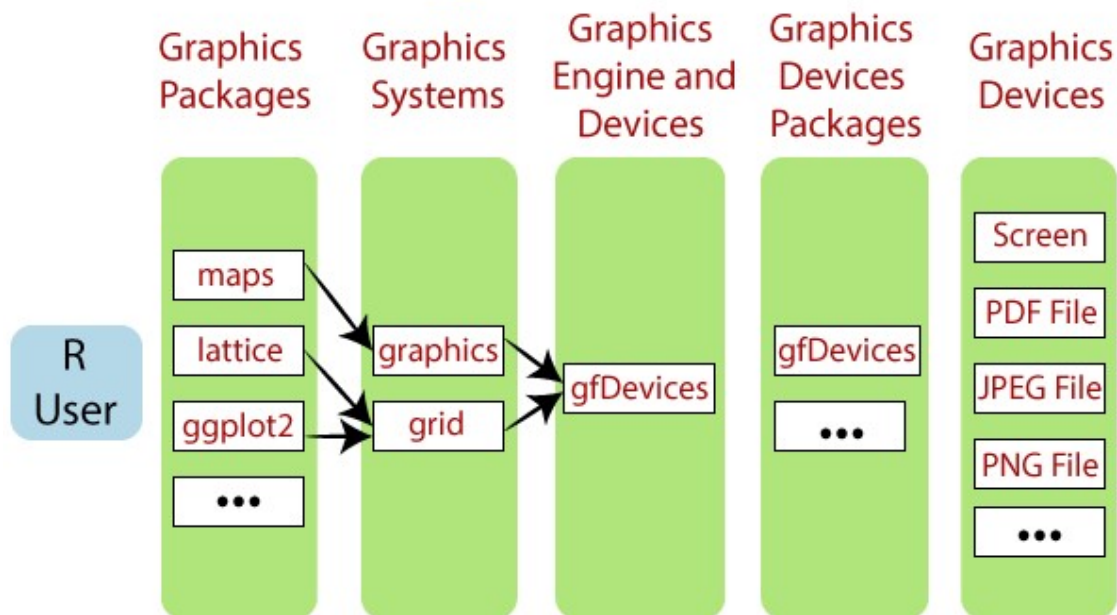 Graphics
Packages
Graphics
Systems
Graphics
Engine and
Devices
Graphics
Devices
Packages
Graphics
Devices
R
User
maps
lattice
ggplot2
•••
graphics
grid
gfDevices
gfDevices
•••
Screen
PDF File
JPEG File
PNG File
•••